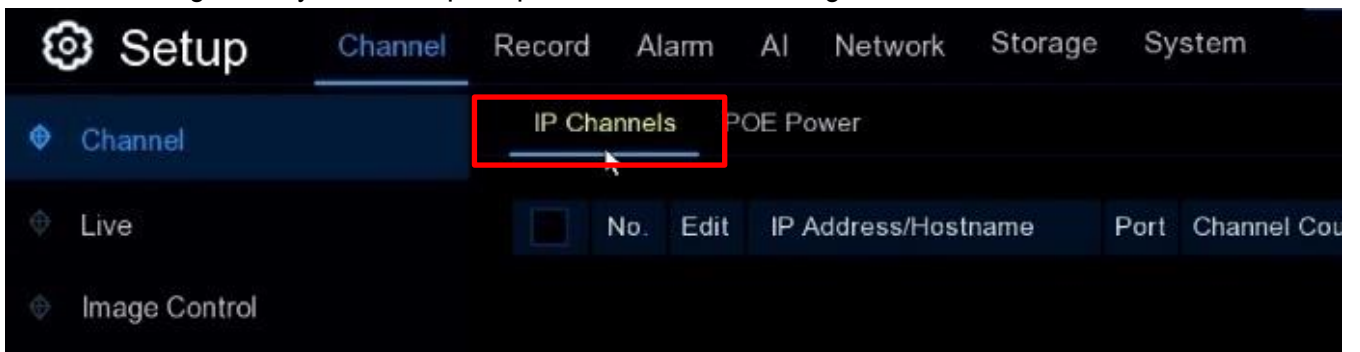 Setup Channel Record Alarm AI Network Storage System
Channel IP Channels POE Power
No. Edit IP Address/Hostname Port Channel
Live
Image Control